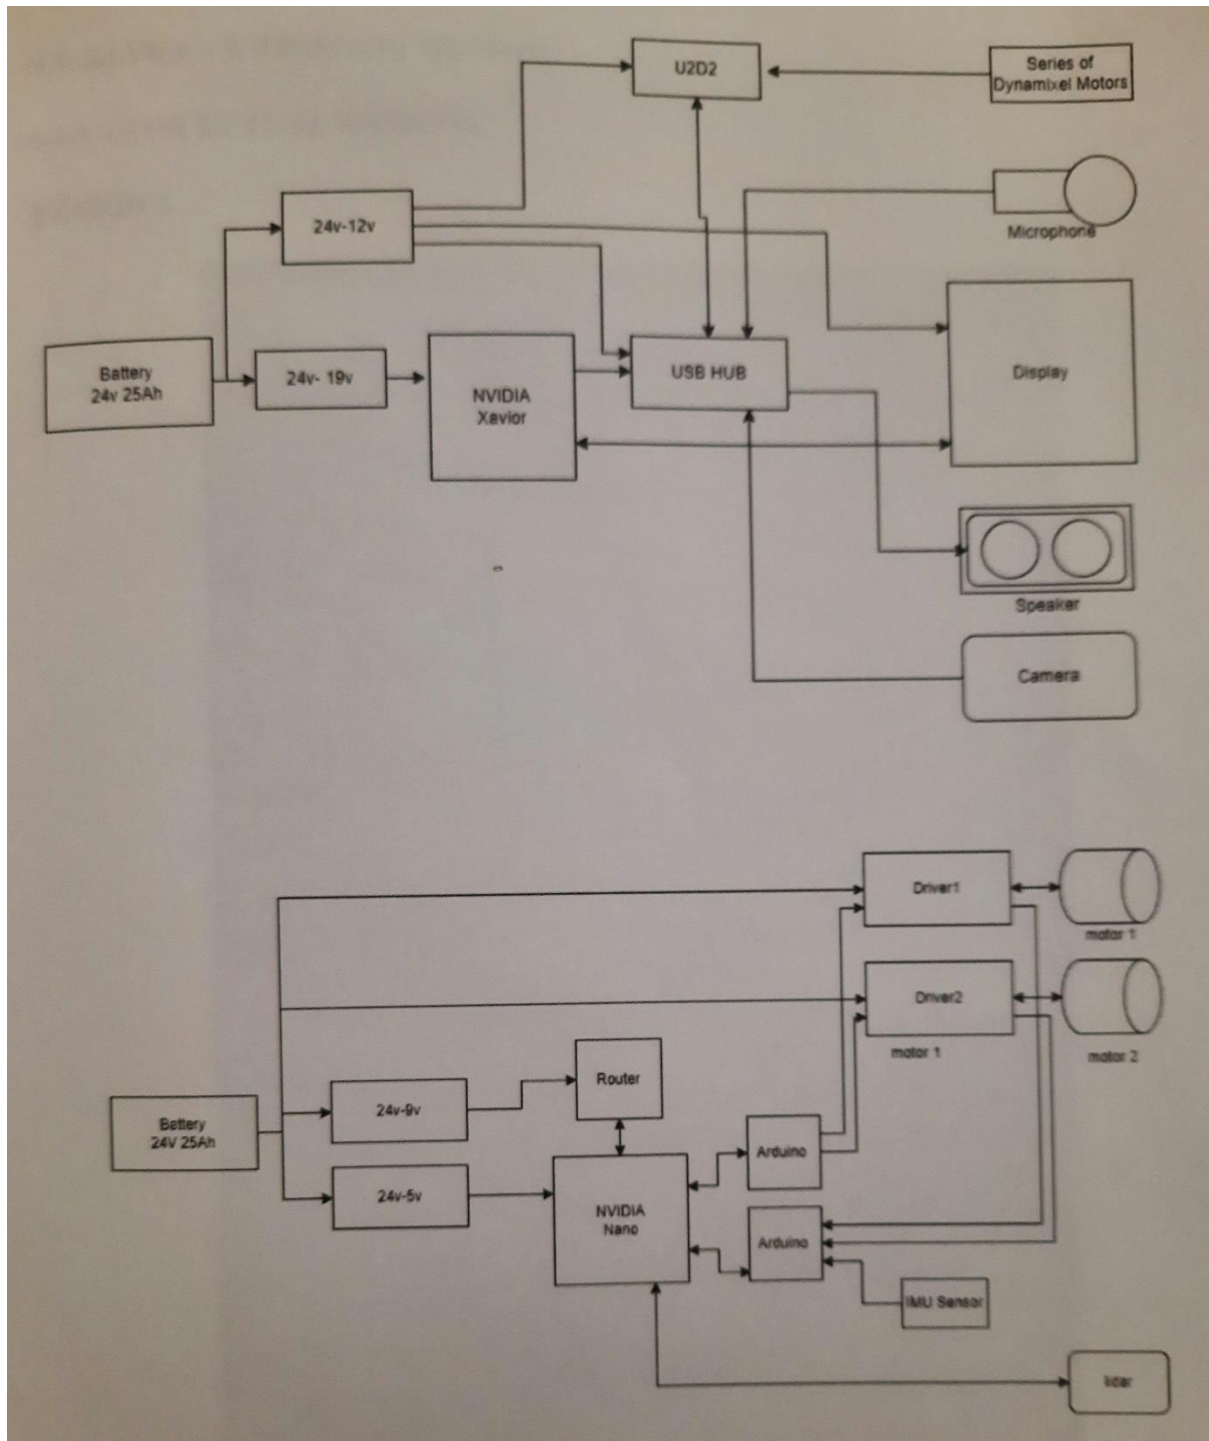 U2D2
Series of
Dynamixel Motors
Microphone
24v-12v
Battery
24v 25Ah
24v- 19v
NVIDIA
Xavior
USB HUB
Display
Speaker
Camera
Driver1
motor 1
Driver2
motor 1
motor 2
Router
24v-9v
Battery
24V 25Ah
24v-5v
NVIDIA
Nano
Arduino
Arduino
IMU Sensor
lidar